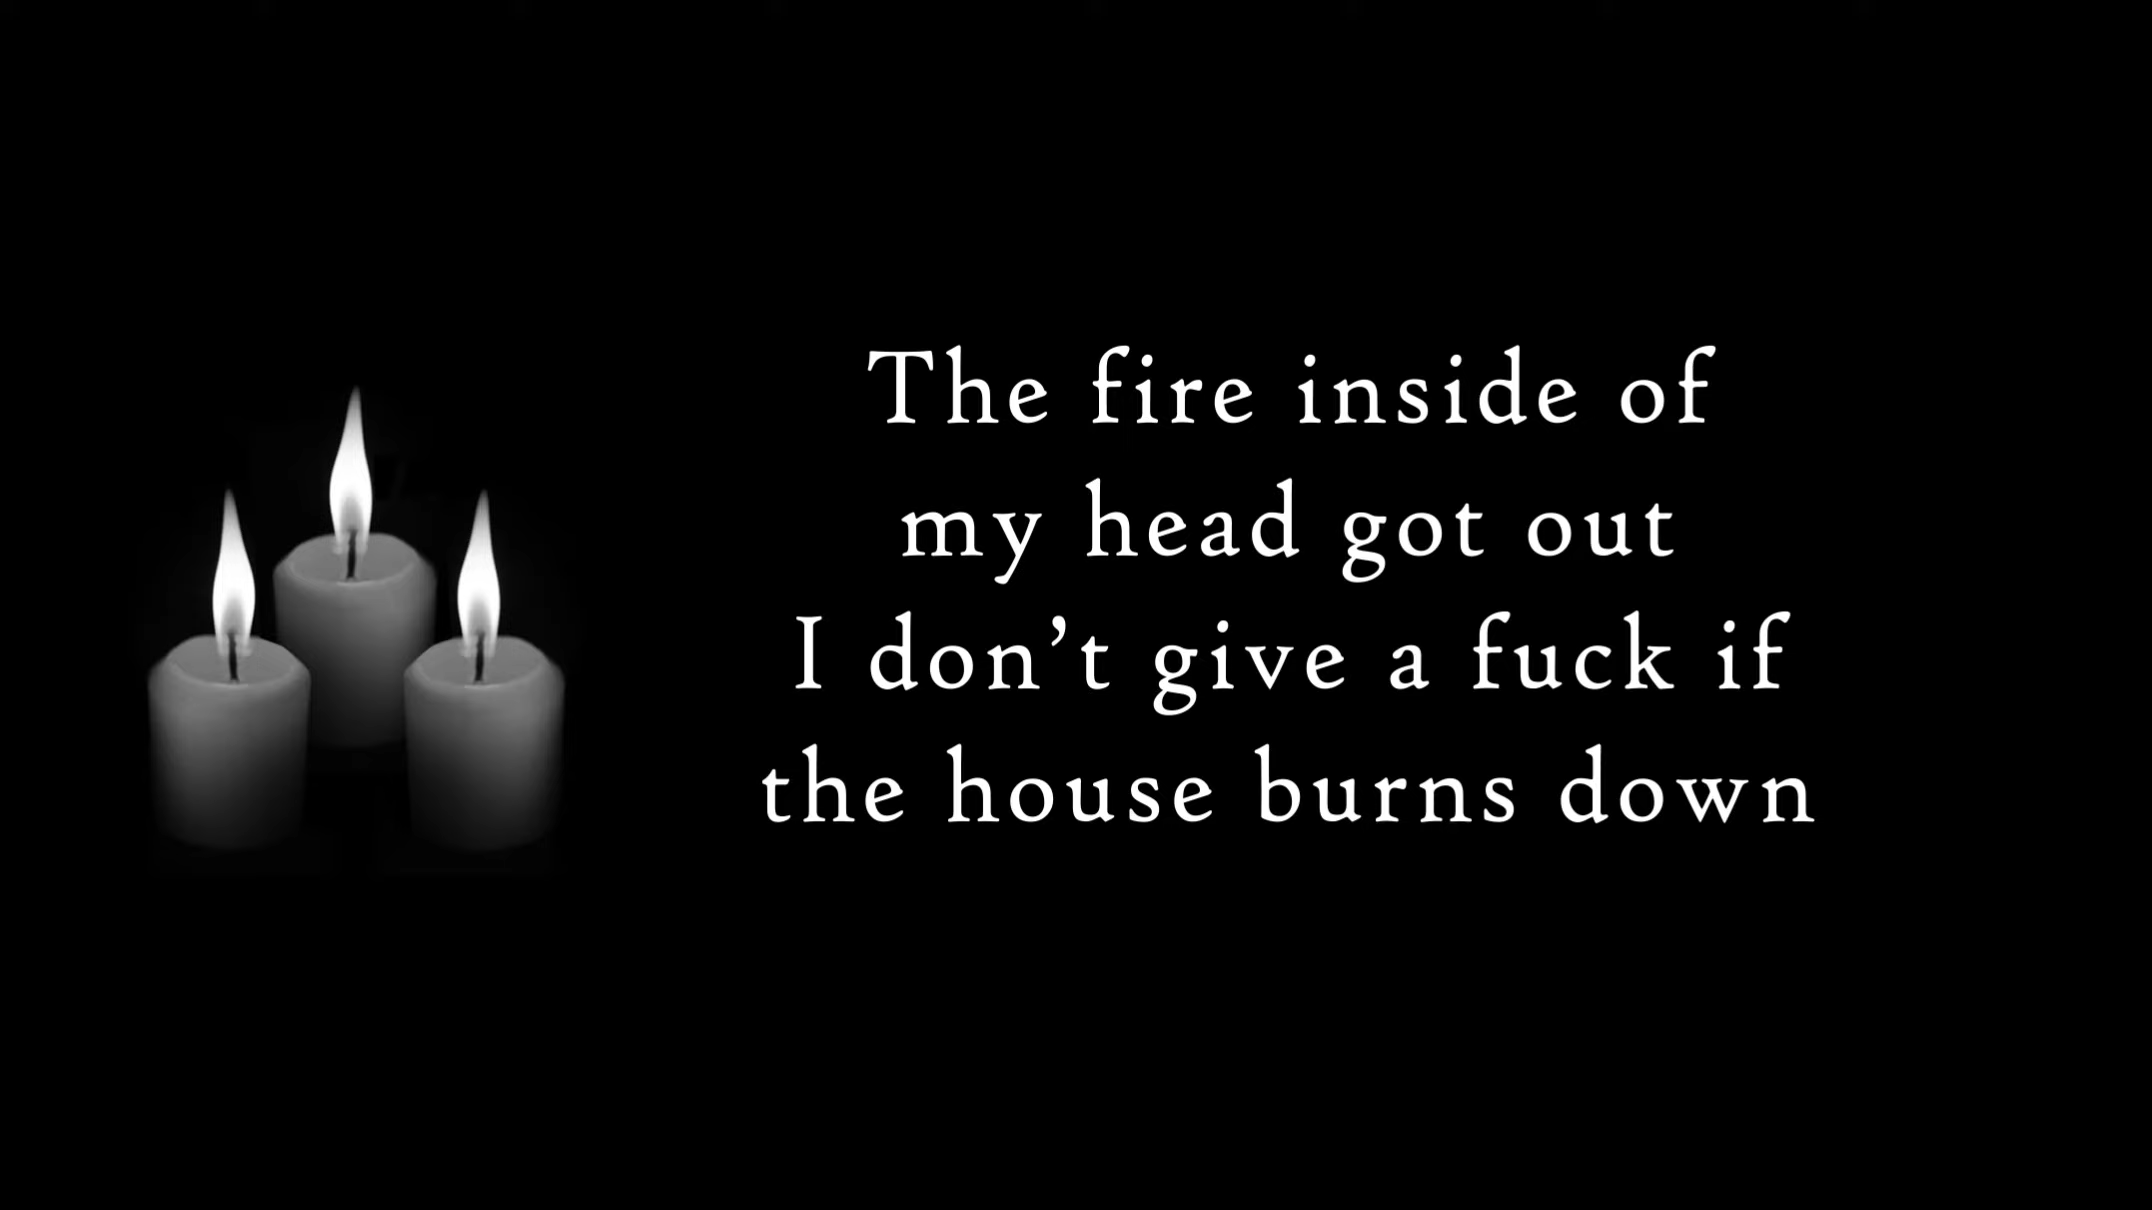 The fire inside of
my head got out
I don’t give a fuck if
the house burns down